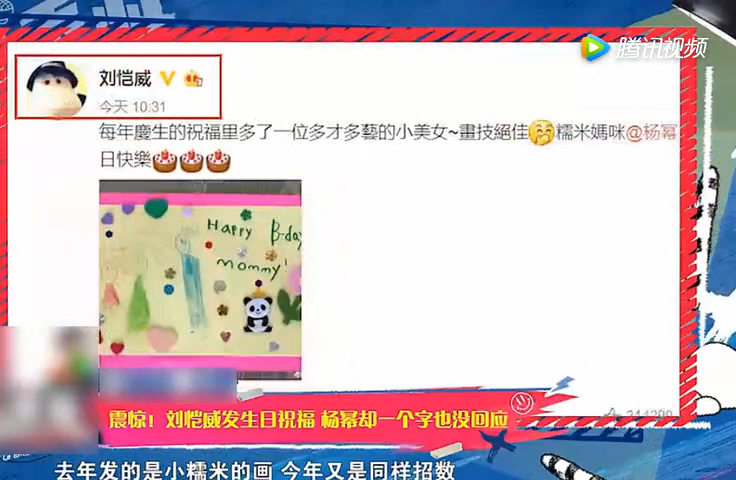 腾讯视频
刘恺威
今天 10:31
每年慶生的祝福里多了一位多才多藝的小美女~畫技絕佳糯米媽咪@杨幂
日快樂
Happy B-day
mommy!
震惊！刘恺威发生日祝福 杨幂却一个字也没回应
去年发的是小糯米的画 今年又是同样招数